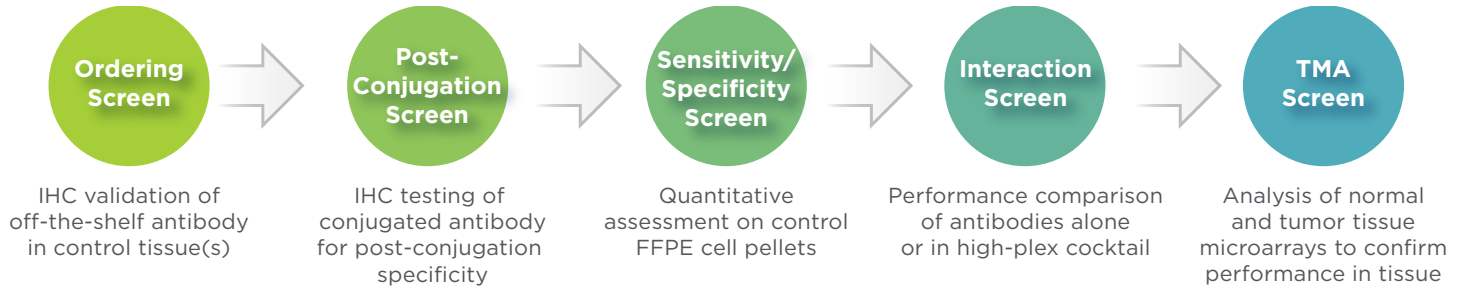 Ordering
Screen
Post-
Conjugation
Screen
Sensitivity/
Specificity
Screen
Interaction
Screen
TMA
Screen
IHC validation of
off-the-shelf antibody
in control tissue(s)
IHC testing of
conjugated antibody
for post-conjugation
specificity
Quantitative
assessment on control
FFPE cell pellets
Performance comparison
of antibodies alone
or in high-plex cocktail
Analysis of normal
and tumor tissue
microarrays to confirm
performance in tissue